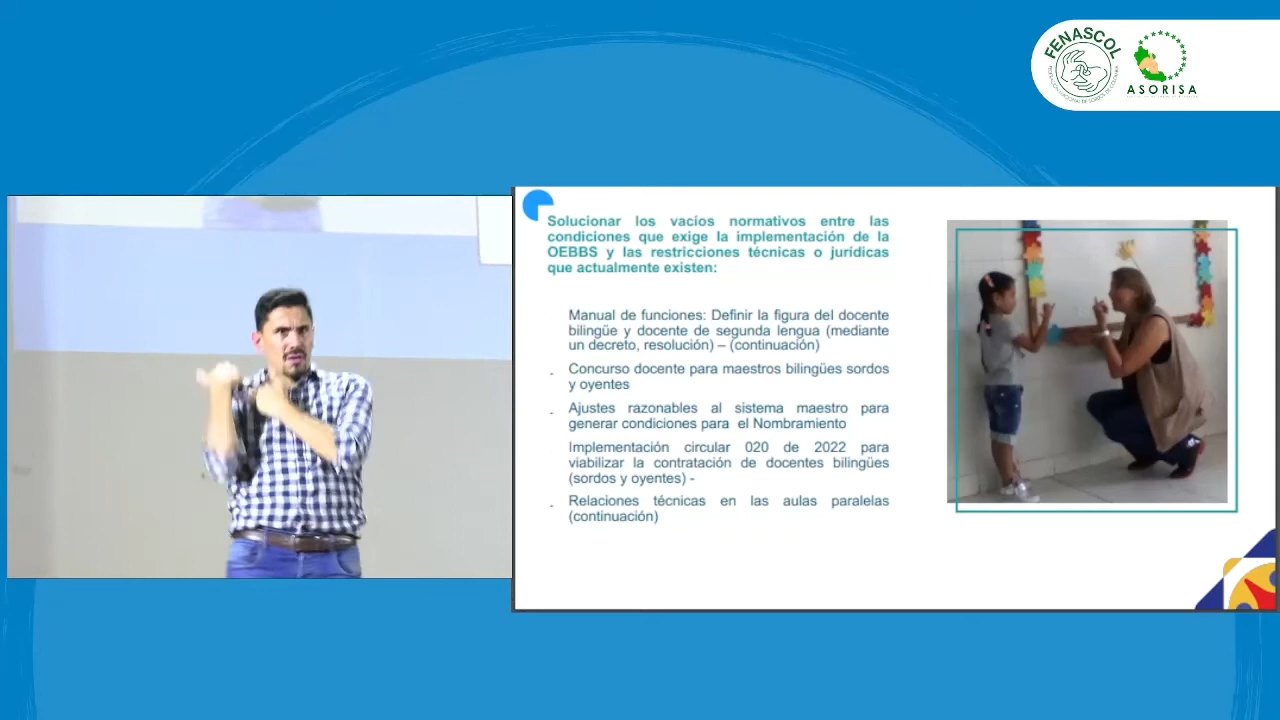 FENASCOL
ASORISA
Solucionar los vacíos normativos entre las
condiciones que exige la implementación de la
OEBBS y las restricciones técnicas o jurídicas
que actualmente existen:
Manual de funciones: Definir la figura del docente
bilingüe y docente de segunda lengua (mediante
un decreto, resolución) – (continuación)
Concurso docente para maestros bilingües sordos
y oyentes
Ajustes razonables al sistema maestro para
generar condiciones para el Nombramiento
Implementación circular 020 de 2022 para
viabilizar la contratación de docentes bilingües
(sordos y oyentes) -
Relaciones técnicas en las aulas paralelas
(continuación)